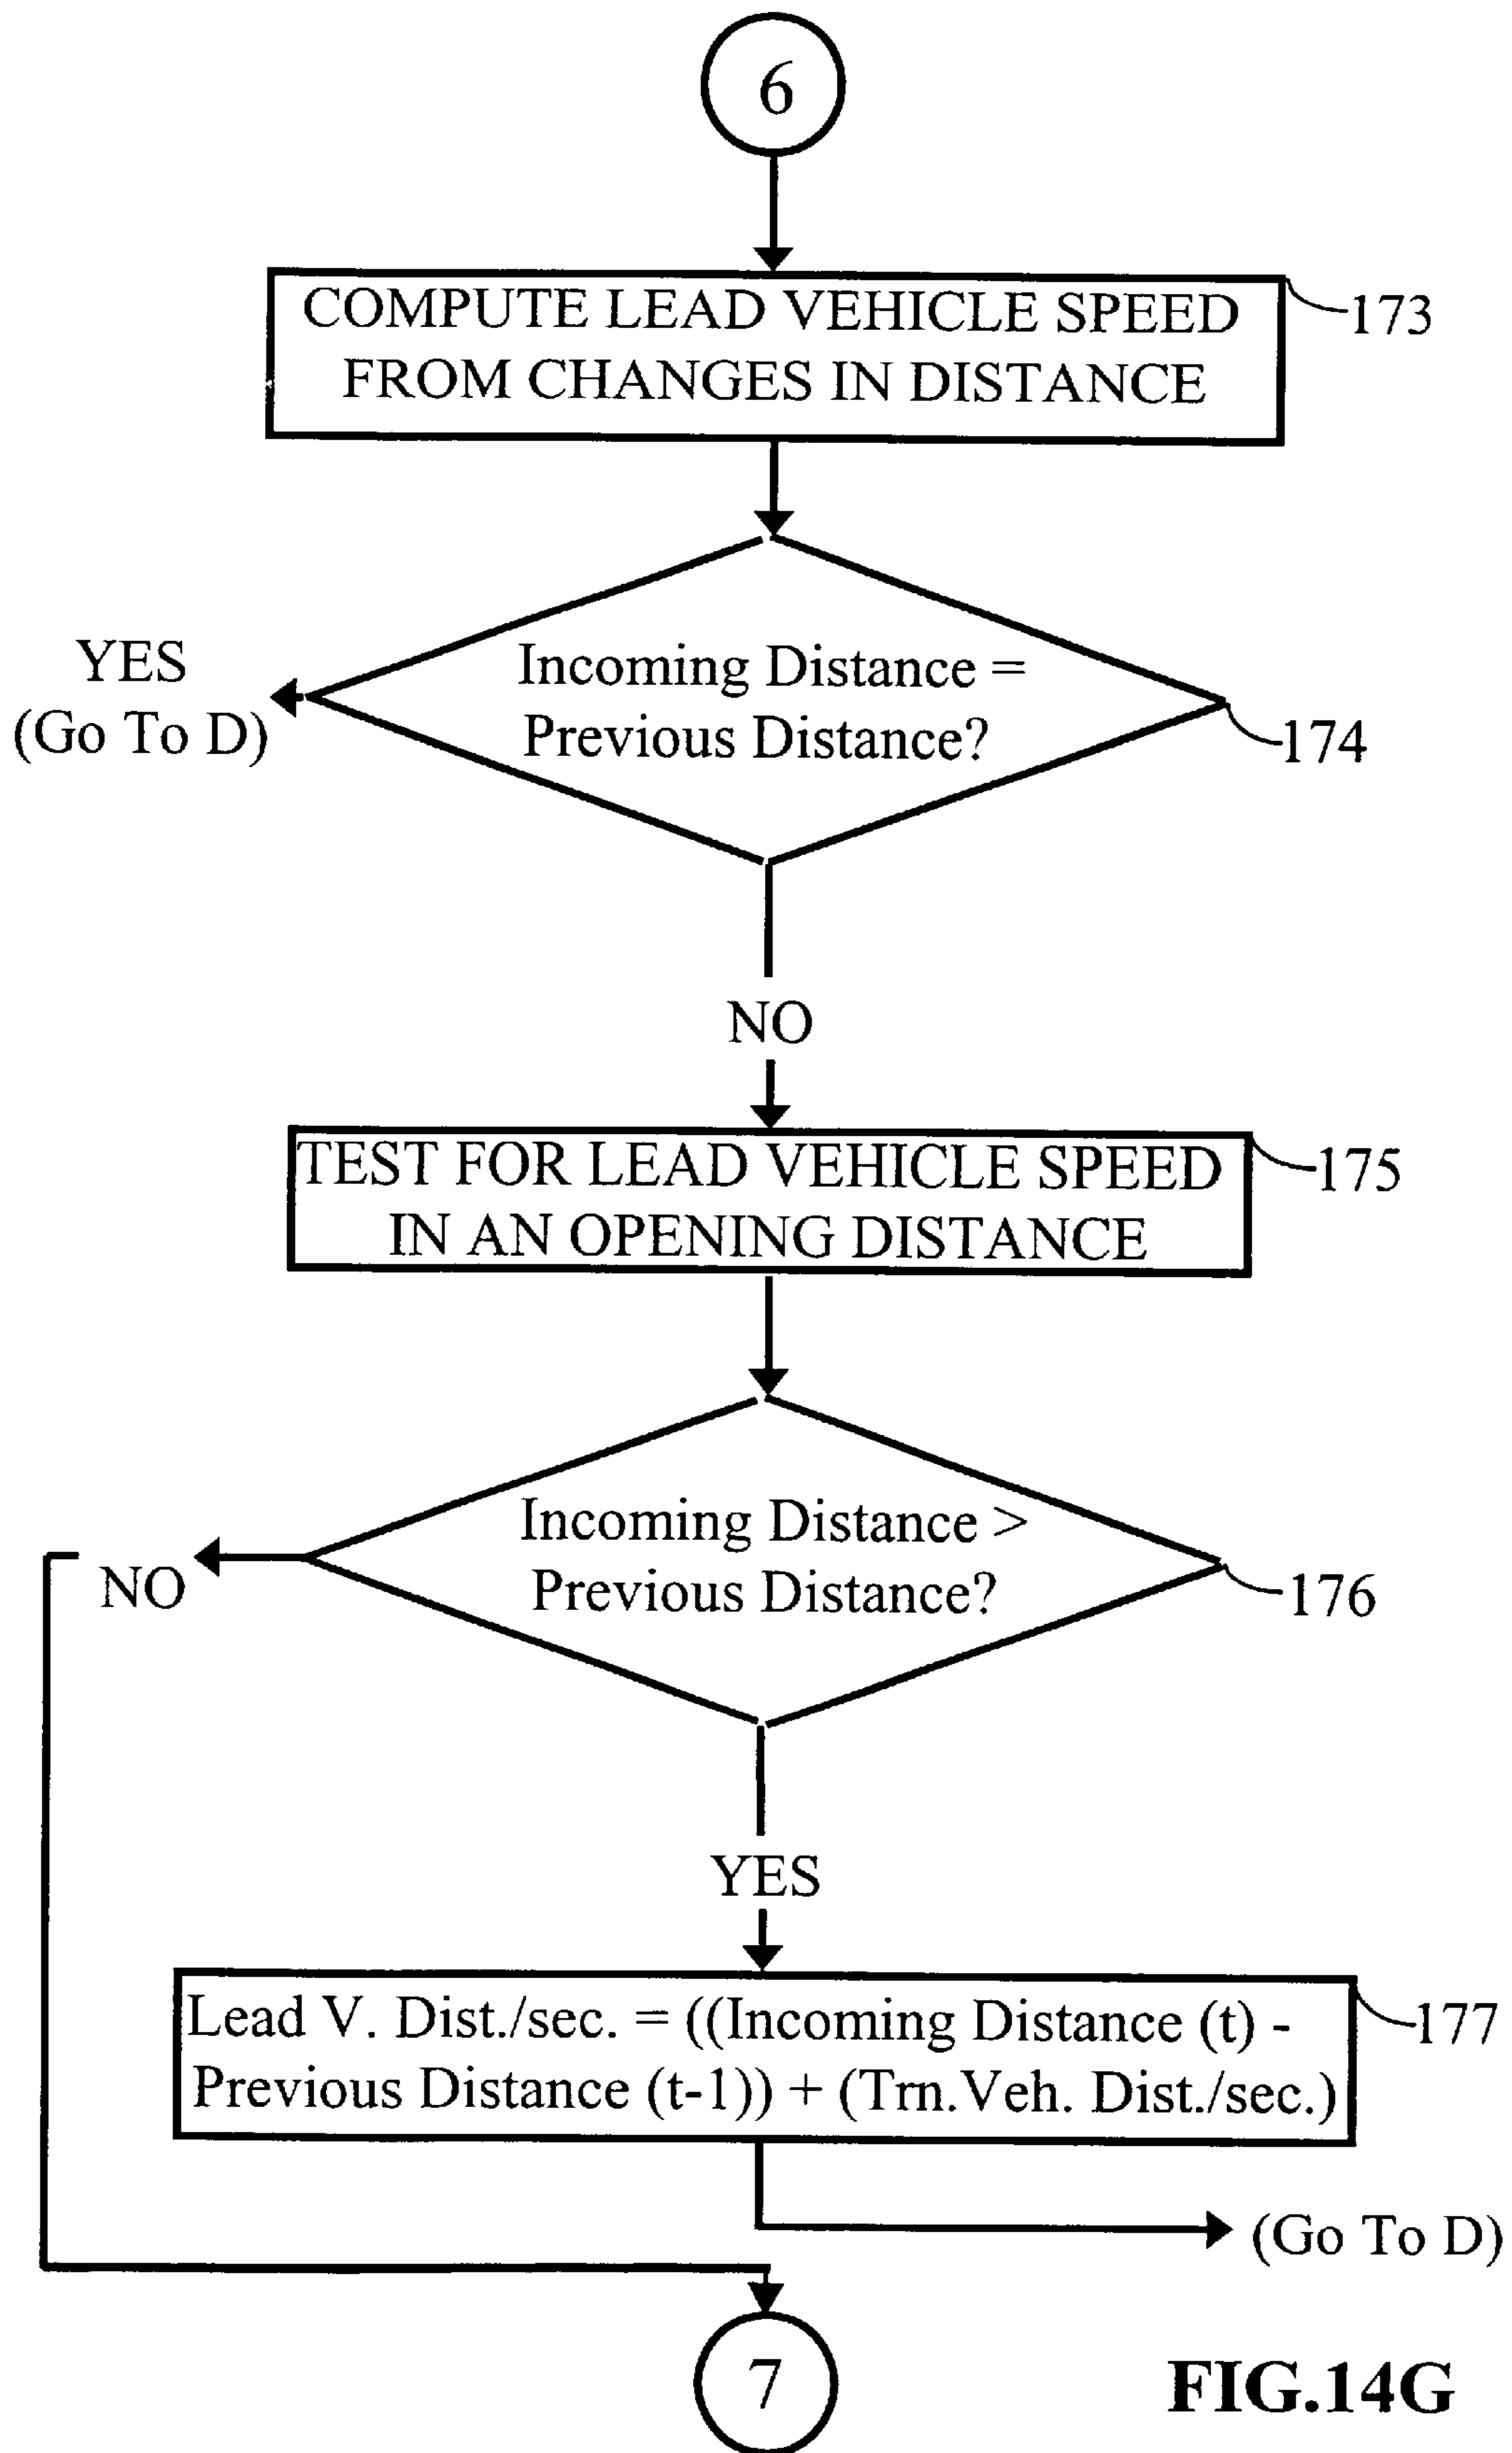 6
COMPUTE LEAD VEHICLE SPEED
FROM CHANGES IN DISTANCE
173
YES
(Go To D)
Incoming Distance =
Previous Distance?
174
NO
TEST FOR LEAD VEHICLE SPEED
IN AN OPENING DISTANCE
175
Incoming Distance >
Previous Distance?
NO
176
YES
Lead V. Dist./sec. = ((Incoming Distance (t) -
Previous Distance (t-1)) + (Trn.Veh. Dist./sec.)
177
(Go To D)
7
FIG.14G